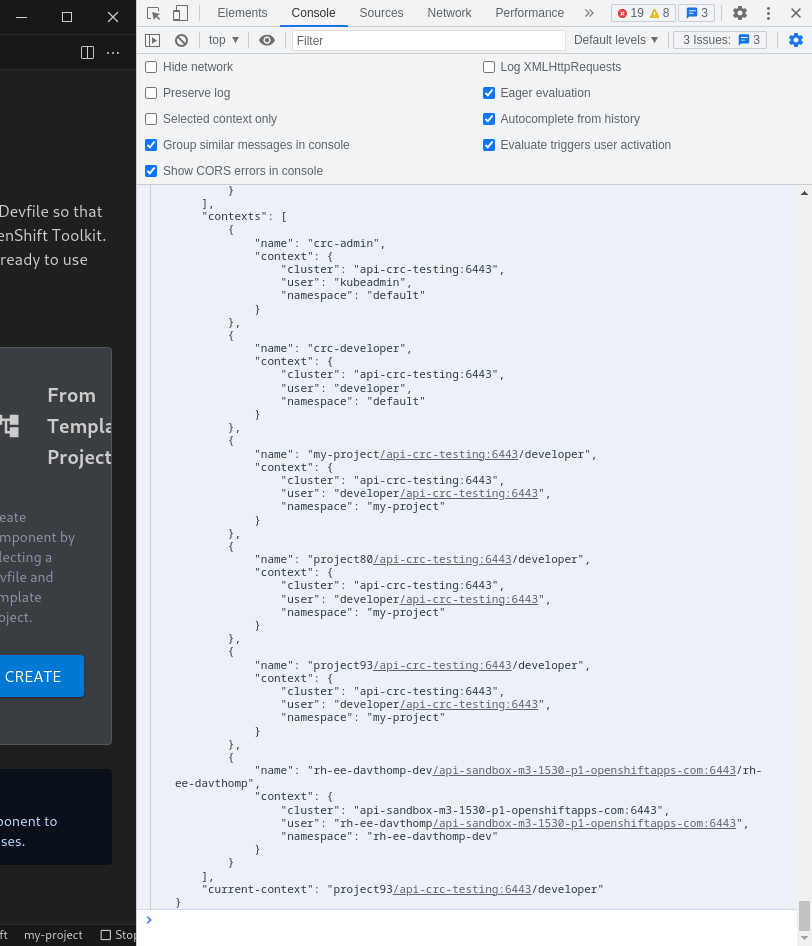 Elements Console Sources Network Performance » 19 8 3
top ▼ Filter Default levels ▼ 3 Issues: 3
Hide network Log XMLHttpRequests
Preserve log Eager evaluation
Selected context only Autocomplete from history
Group similar messages in console Evaluate triggers user activation
Show CORS errors in console
Devfile so that
enShift Toolkit.
ready to use
From
Templa
Project
eate
mponent by
lecting a
vfile and
mplate
oject.
CREATE
ponent to
ses.
ft my-project Stop
}
],
"contexts": [
{
"name": "crc-admin",
"context": {
"cluster": "api-crc-testing:6443",
"user": "kubeadmin",
"namespace": "default"
}
},
{
"name": "crc-developer",
"context": {
"cluster": "api-crc-testing:6443",
"user": "developer",
"namespace": "default"
}
},
{
"name": "my-project/api-crc-testing:6443/developer",
"context": {
"cluster": "api-crc-testing:6443",
"user": "developer/api-crc-testing:6443",
"namespace": "my-project"
}
},
{
"name": "project80/api-crc-testing:6443/developer",
"context": {
"cluster": "api-crc-testing:6443",
"user": "developer/api-crc-testing:6443",
"namespace": "my-project"
}
},
{
"name": "project93/api-crc-testing:6443/developer",
"context": {
"cluster": "api-crc-testing:6443",
"user": "developer/api-crc-testing:6443",
"namespace": "my-project"
}
},
{
"name": "rh-ee-davthomp-dev/api-sandbox-m3-1530-p1-openshiftapps-com:6443/rh-
ee-davthomp",
"context": {
"cluster": "api-sandbox-m3-1530-p1-openshiftapps-com:6443",
"user": "rh-ee-davthomp/api-sandbox-m3-1530-p1-openshiftapps-com:6443",
"namespace": "rh-ee-davthomp-dev"
}
}
],
"current-context": "project93/api-crc-testing:6443/developer"
}